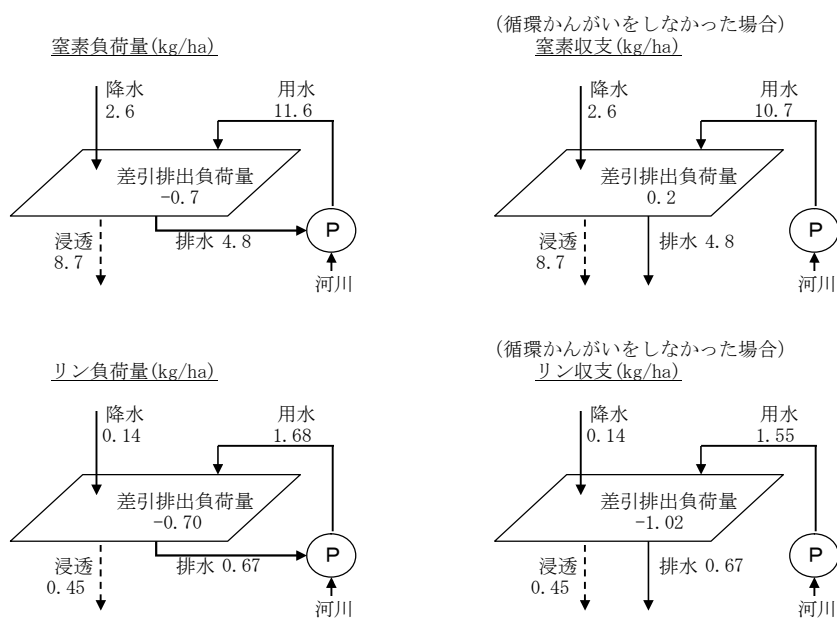 窒素負荷量(kg/ha)
降水
2.6
用水
11.6
差引排出負荷量
-0.7
浸透
8.7
排水 4.8
P
河川
(循環かんがいをしなかった場合)
窒素収支(kg/ha)
降水
2.6
用水
10.7
差引排出負荷量
0.2
浸透
8.7
排水 4.8
P
河川
リン負荷量(kg/ha)
降水
0.14
用水
1.68
差引排出負荷量
-0.70
浸透
0.45
排水 0.67
P
河川
(循環かんがいをしなかった場合)
リン収支(kg/ha)
降水
0.14
用水
1.55
差引排出負荷量
-1.02
浸透
0.45
排水 0.67
P
河川